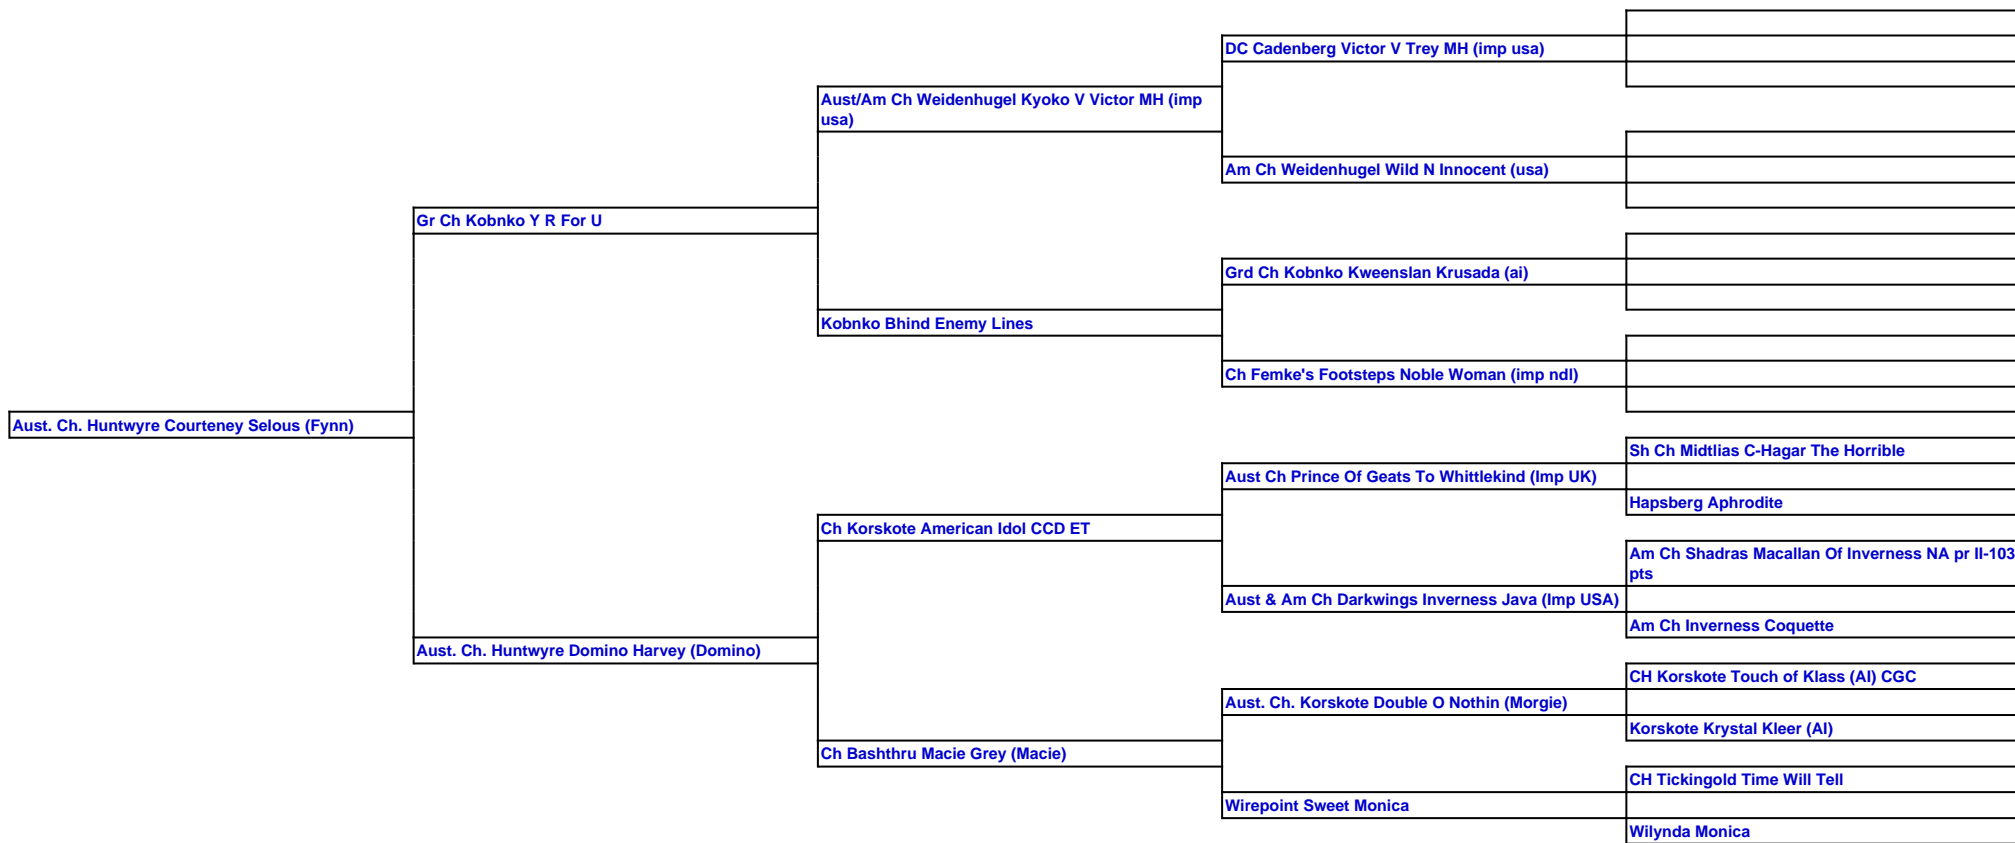 DC Cadenberg Victor V Trey MH (imp usa)
Aust/Am Ch Weidenhugel Kyoko V Victor MH (imp
usa)
Am Ch Weidenhugel Wild N Innocent (usa)
Gr Ch Kobnko Y R For U
Grd Ch Kobnko Kweenslan Krusada (ai)
Kobnko Bhind Enemy Lines
Ch Femke's Footsteps Noble Woman (imp ndl)
Aust. Ch. Huntwyre Courteney Selous (Fynn)
Sh Ch Midtlias C-Hagar The Horrible
Aust Ch Prince Of Geats To Whittlekind (Imp UK)
Hapsberg Aphrodite
Ch Korskote American Idol CCD ET
Am Ch Shadras Macallan Of Inverness NA pr II-103
pts
Aust & Am Ch Darkwings Inverness Java (Imp USA)
Am Ch Inverness Coquette
Aust. Ch. Huntwyre Domino Harvey (Domino)
CH Korskote Touch of Klass (AI) CGC
Aust. Ch. Korskote Double O Nothin (Morgie)
Korskote Krystal Kleer (AI)
Ch Bashthru Macie Grey (Macie)
CH Tickingold Time Will Tell
Wirepoint Sweet Monica
Wilynda Monica